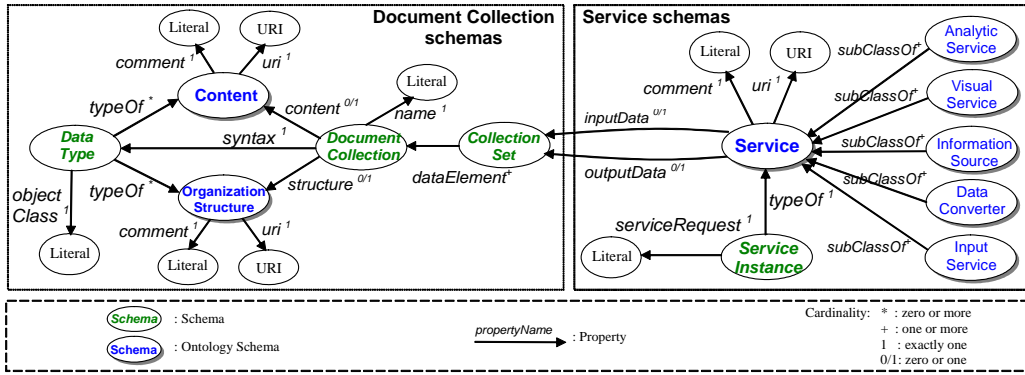 Document Collection
schemas
Literal
URI
comment 1
uri 1
Content
typeOf *
content 0/1
Literal
name 1
Data
Type
syntax 1
Document
Collection
Collection
Set
dataElement+
typeOf *
structure 0/1
Organization
Structure
object
Class 1
comment 1
uri 1
Literal
Literal
URI
Service schemas
Literal
URI
comment 1
uri 1
subClassOf+
Analytic
Service
subClassOf+
Visual
Service
inputData 0/1
Service
subClassOf+
Information
Source
outputData 0/1
subClassOf+
Data
Converter
typeOf 1
serviceRequest 1
subClassOf+
Input
Service
Literal
Service
Instance
Schema : Schema
Schema : Ontology Schema
propertyName : Property
Cardinality: * : zero or more
+ : one or more
1 : exactly one
0/1: zero or one